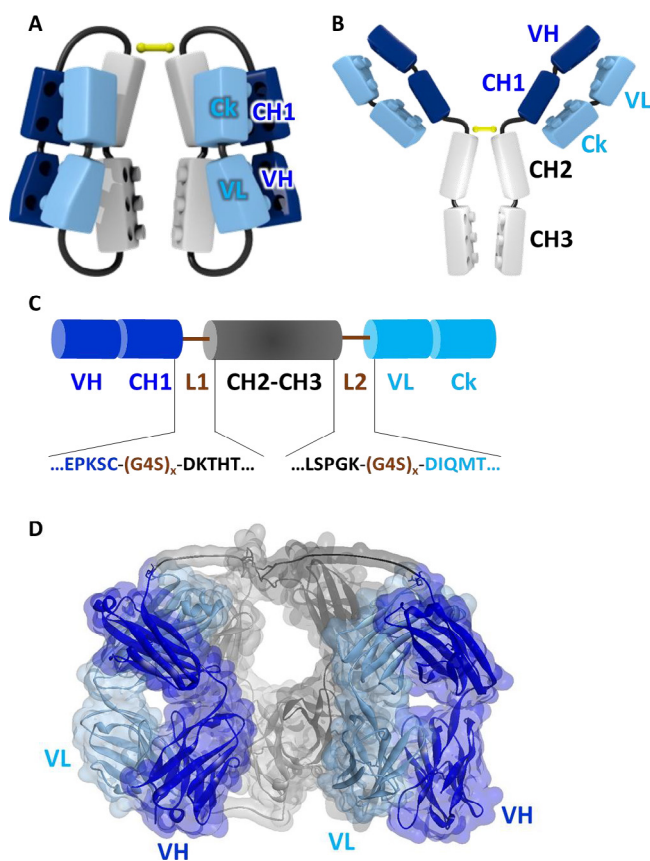 A
Ck
CH1
VL
VH
B
VH
CH1
VL
Ck
CH2
CH3
C
VH CH1 L1 CH2-CH3 L2 VL Ck
...EPKSC-(G4S)x-DKTHT... ...LSPGK-(G4S)x-DIQMT...
D
VL
VH
VL
VH